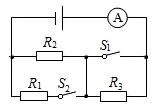 A
R₂ S₁
R₁ S₂ R₃